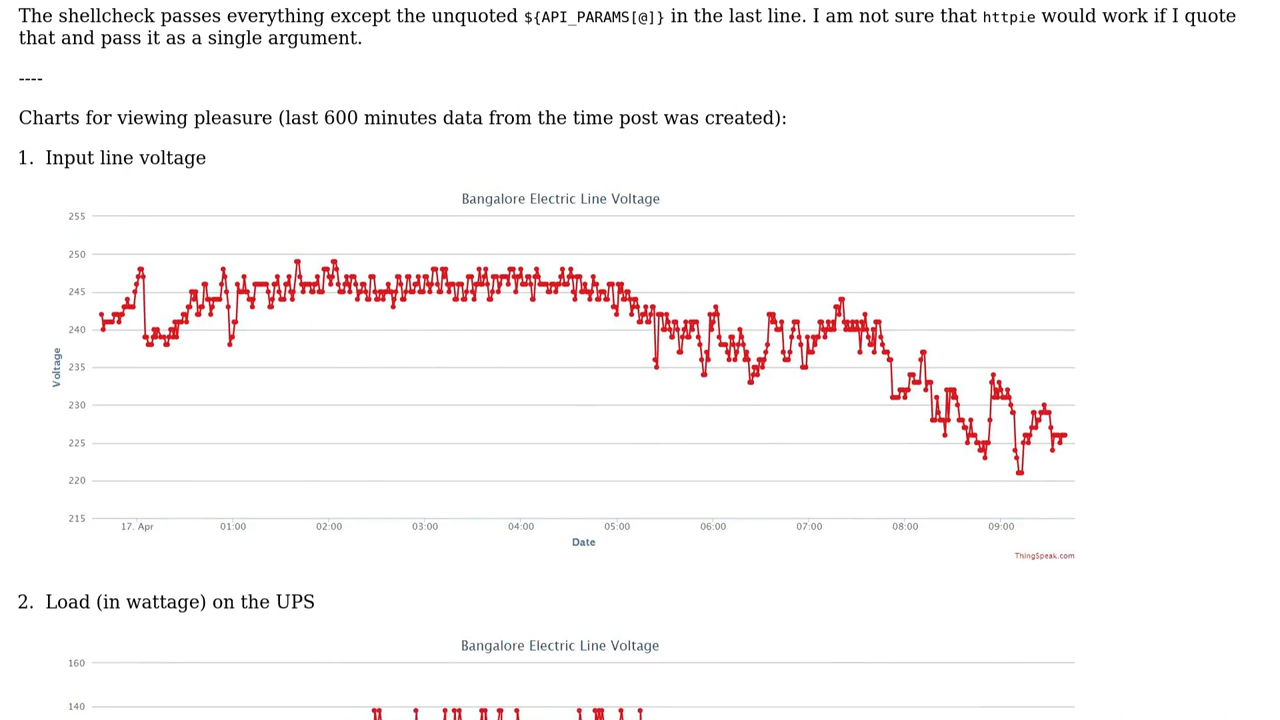 The shellcheck passes everything except the unquoted ${API_PARAMS[@]} in the last line. I am not sure that httpie would work if I quote
that and pass it as a single argument.
----
Charts for viewing pleasure (last 600 minutes data from the time post was created):
1. Input line voltage
Bangalore Electric Line Voltage
255
250
245
240
235
230
225
220
215
Voltage
17. Apr 01:00 02:00 03:00 04:00 05:00 06:00 07:00 08:00 09:00
Date
ThingSpeak.com
2. Load (in wattage) on the UPS
Bangalore Electric Line Voltage
160
140